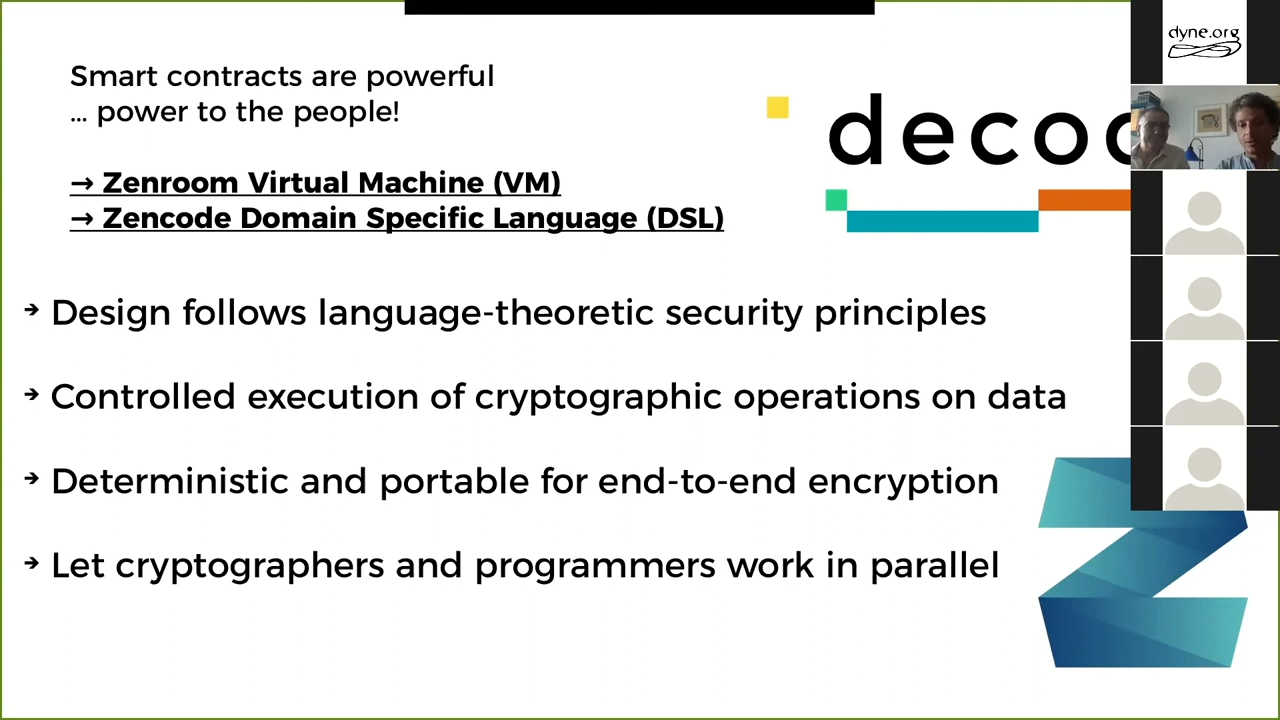 Smart contracts are powerful
... power to the people!
→ Zenroom Virtual Machine (VM)
→ Zencode Domain Specific Language (DSL)
decoc
dyne.org
➔ Design follows language-theoretic security principles
➔ Controlled execution of cryptographic operations on data
➔ Deterministic and portable for end-to-end encryption
➔ Let cryptographers and programmers work in parallel